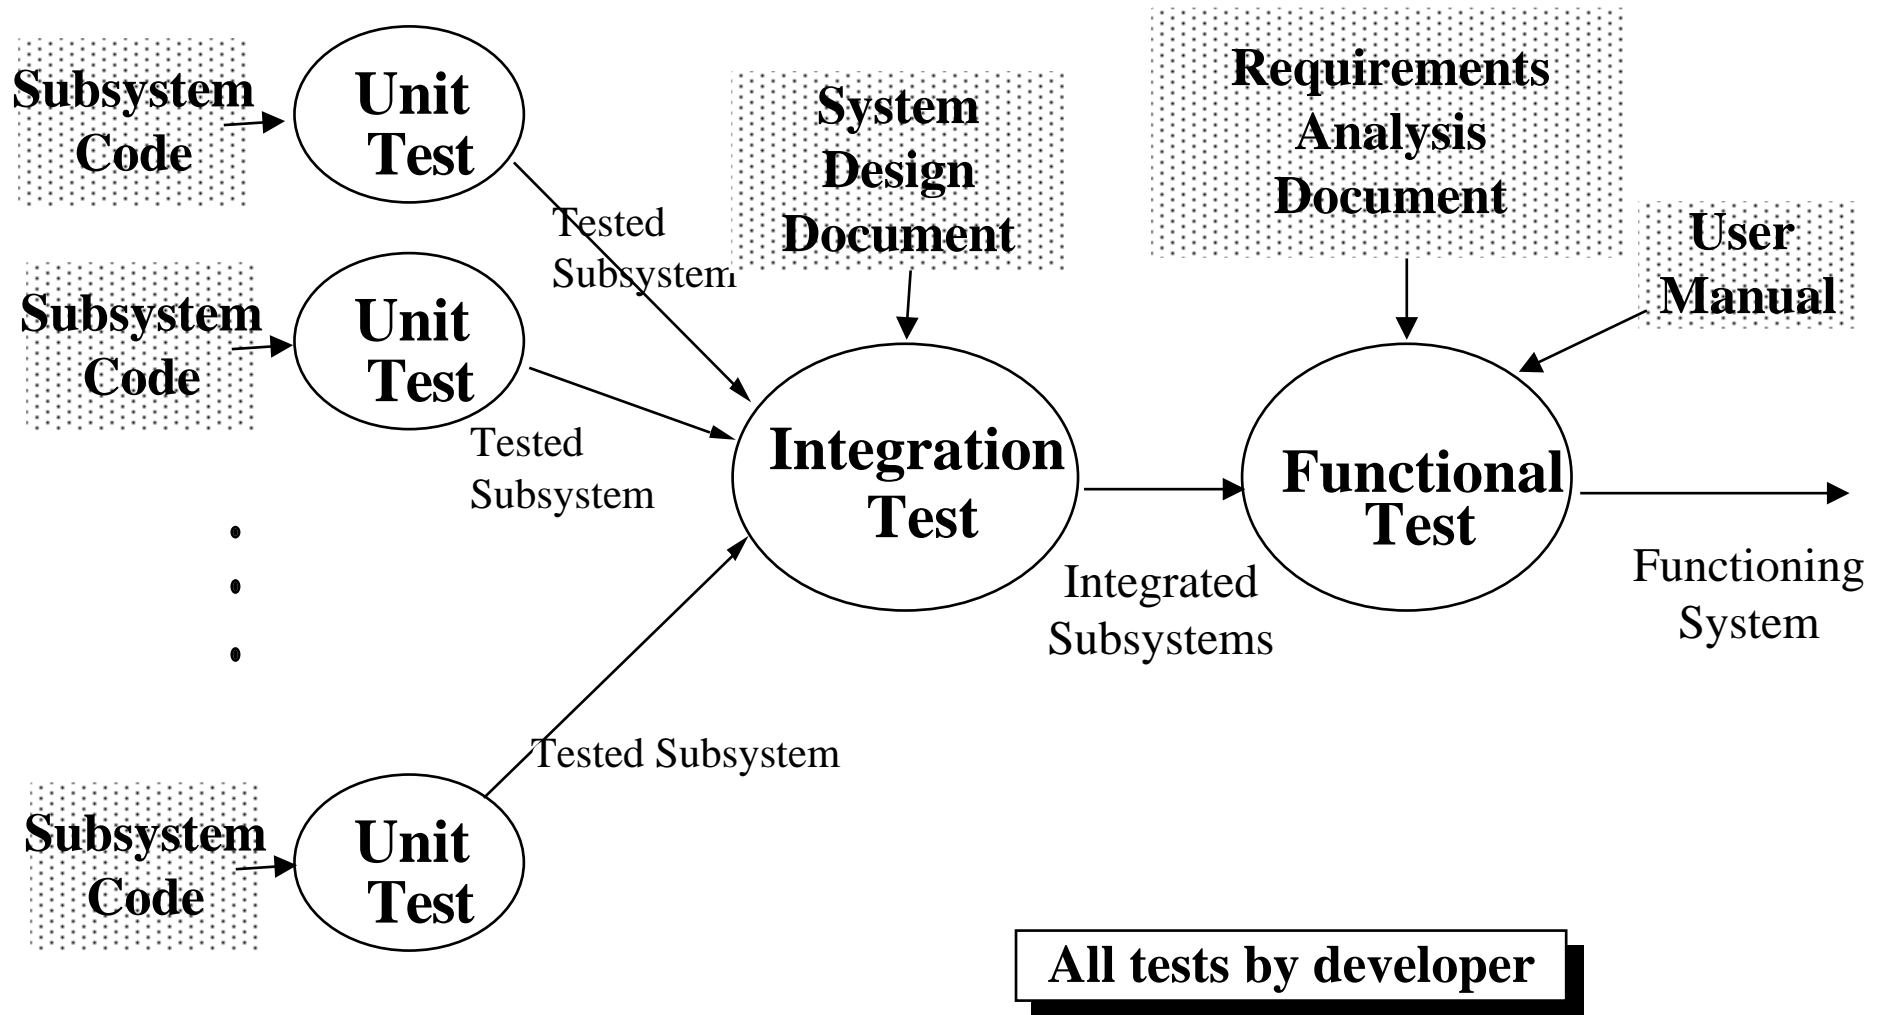 Subsystem
Code
Unit
Test
Tested
Subsystem
System
Design
Document
Requirements
Analysis
Document
User
Manual
Subsystem
Code
Unit
Test
Tested
Subsystem
Integration
Test
Functional
Test
Integrated
Subsystems
Functioning
System
Tested Subsystem
Subsystem
Code
Unit
Test
All tests by developer